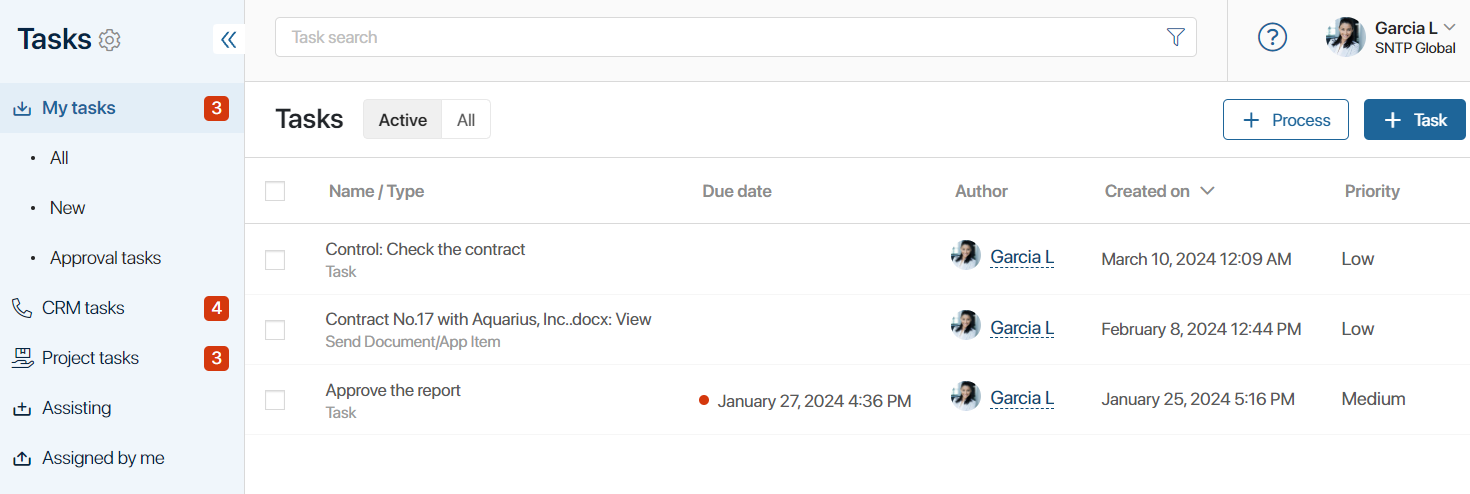 Tasks
Task search
?
Garcia L
SNTP Global
My tasks 3
All
New
Approval tasks
CRM tasks 4
Project tasks 3
Assisting
Assigned by me
Tasks Active All + Process + Task
Name / Type Due date Author Created on Priority
Control: Check the contract
Task
Garcia L March 10, 2024 12:09 AM Low
Contract No.17 with Aquarius, Inc..docx: View
Send Document/App Item
Garcia L February 8, 2024 12:44 PM Low
Approve the report
Task
January 27, 2024 4:36 PM Garcia L January 25, 2024 5:16 PM Medium